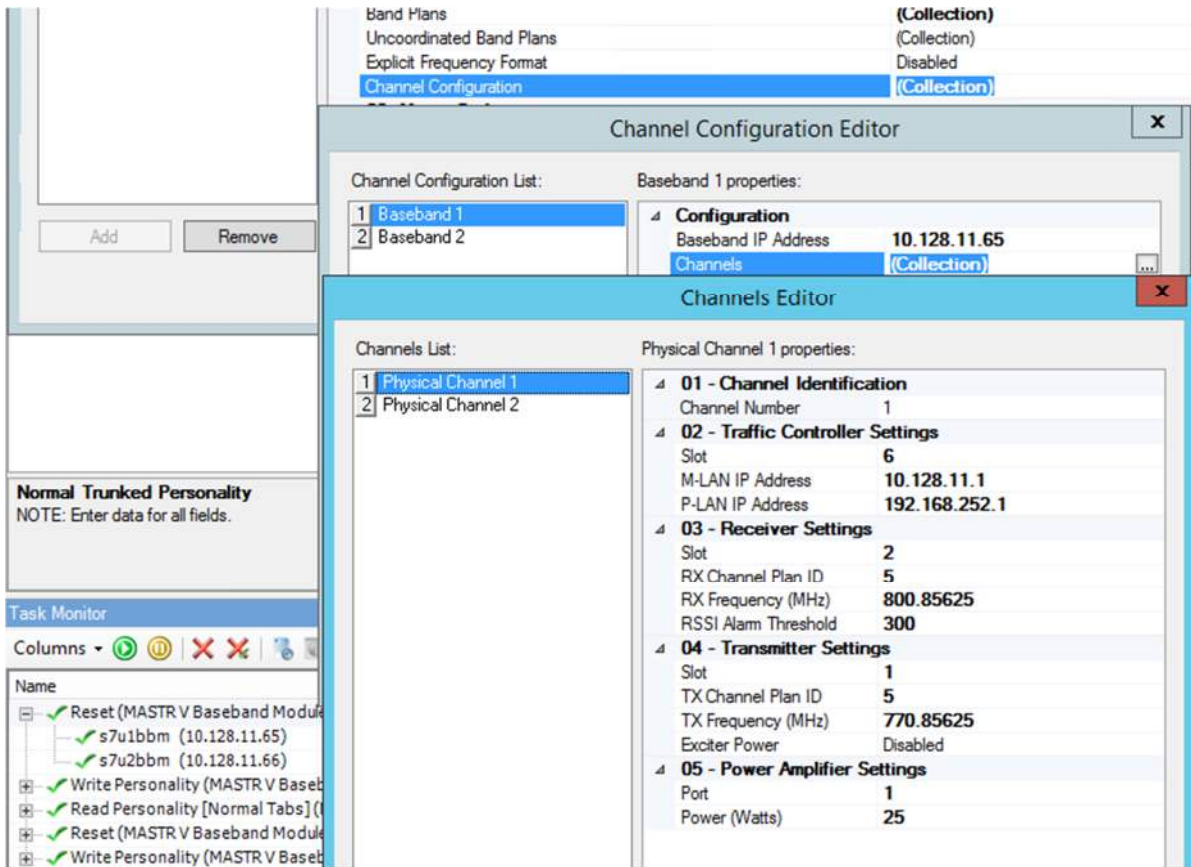 Band Plans (Collection)
Uncoordinated Band Plans (Collection)
Explicit Frequency Format Disabled
Channel Configuration (Collection)
Channel Configuration Editor x
Channel Configuration List:
1 Baseband 1
2 Baseband 2
Baseband 1 properties:
Configuration
Baseband IP Address 10.128.11.65
Channels (Collection) ...
Add Remove
Channels Editor x
Channels List:
1 Physical Channel 1
2 Physical Channel 2
Physical Channel 1 properties:
01 - Channel Identification
Channel Number 1
02 - Traffic Controller Settings
Slot 6
M-LAN IP Address 10.128.11.1
P-LAN IP Address 192.168.252.1
03 - Receiver Settings
Slot 2
RX Channel Plan ID 5
RX Frequency (MHz) 800.85625
RSSI Alarm Threshold 300
04 - Transmitter Settings
Slot 1
TX Channel Plan ID 5
TX Frequency (MHz) 770.85625
Exciter Power Disabled
05 - Power Amplifier Settings
Port 1
Power (Watts) 25
Normal Trunked Personality
NOTE: Enter data for all fields.
Task Monitor
Columns
Name
Reset (MASTR V Baseband Module
s7u1bbm (10.128.11.65)
s7u2bbm (10.128.11.66)
Write Personality (MASTR V Baseb
Read Personality [Normal Tabs] (
Reset (MASTR V Baseband Module
Write Personality (MASTR V Baseb